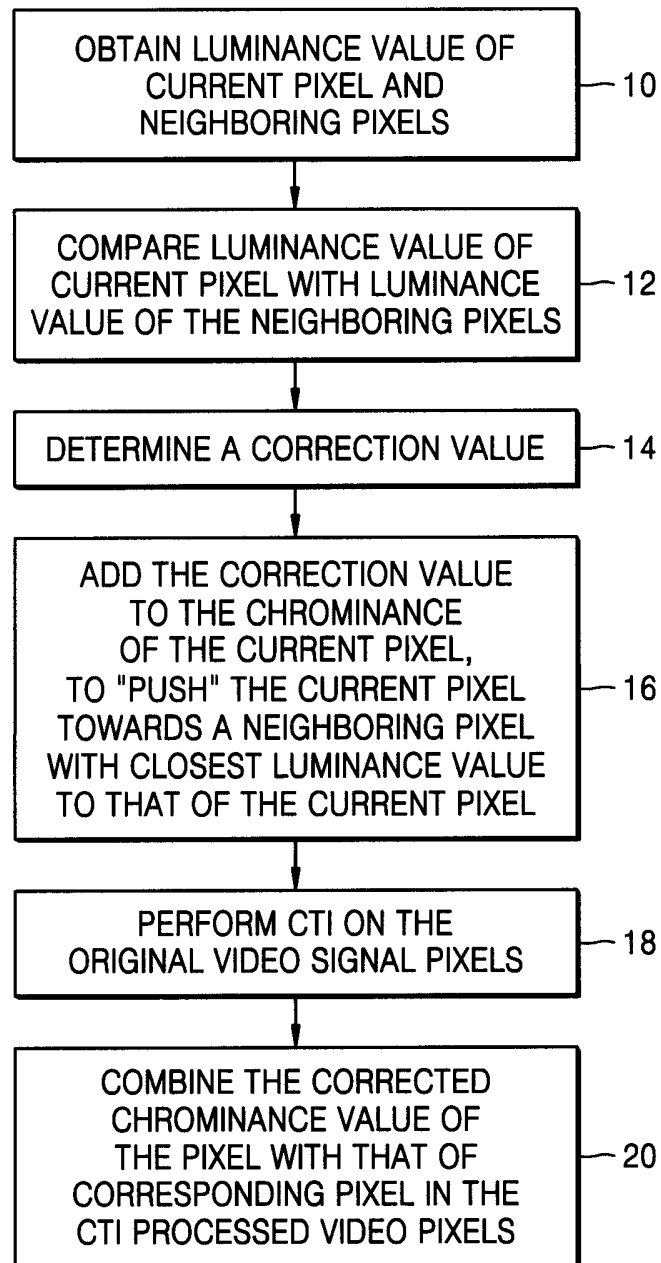 OBTAIN LUMINANCE VALUE OF
CURRENT PIXEL AND
NEIGHBORING PIXELS
10
COMPARE LUMINANCE VALUE OF
CURRENT PIXEL WITH LUMINANCE
VALUE OF THE NEIGHBORING PIXELS
12
DETERMINE A CORRECTION VALUE
14
ADD THE CORRECTION VALUE
TO THE CHROMINANCE
OF THE CURRENT PIXEL,
TO "PUSH" THE CURRENT PIXEL
TOWARDS A NEIGHBORING PIXEL
WITH CLOSEST LUMINANCE VALUE
TO THAT OF THE CURRENT PIXEL
16
PERFORM CTI ON THE
ORIGINAL VIDEO SIGNAL PIXELS
18
COMBINE THE CORRECTED
CHROMINANCE VALUE OF
THE PIXEL WITH THAT OF
CORRESPONDING PIXEL IN THE
CTI PROCESSED VIDEO PIXELS
20